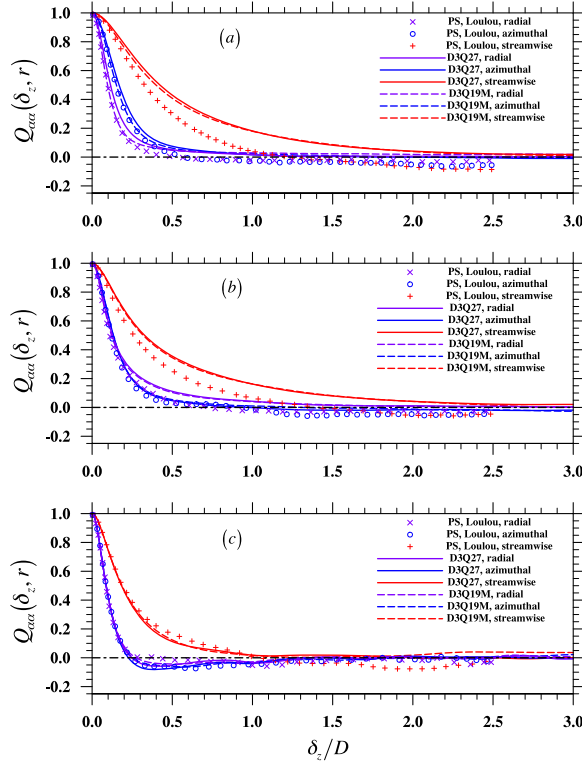 1.0
0.8
0.6
0.4
0.2
0.0
-0.2
Qαα(δz, r)
(a)
PS, Loulou, radial
PS, Loulou, azimuthal
PS, Loulou, streamwise
D3Q27, radial
D3Q27, azimuthal
D3Q27, streamwise
D3Q19M, radial
D3Q19M, azimuthal
D3Q19M, streamwise
0.0 0.5 1.0 1.5 2.0 2.5 3.0
1.0
0.8
0.6
0.4
0.2
0.0
-0.2
Qαα(δz, r)
(b)
PS, Loulou, radial
PS, Loulou, azimuthal
PS, Loulou, streamwise
D3Q27, radial
D3Q27, azimuthal
D3Q27, streamwise
D3Q19M, radial
D3Q19M, azimuthal
D3Q19M, streamwise
0.0 0.5 1.0 1.5 2.0 2.5 3.0
1.0
0.8
0.6
0.4
0.2
0.0
-0.2
Qαα(δz, r)
(c)
PS, Loulou, radial
PS, Loulou, azimuthal
PS, Loulou, streamwise
D3Q27, radial
D3Q27, azimuthal
D3Q27, streamwise
D3Q19M, radial
D3Q19M, azimuthal
D3Q19M, streamwise
0.0 0.5 1.0 1.5 2.0 2.5 3.0
δz/D